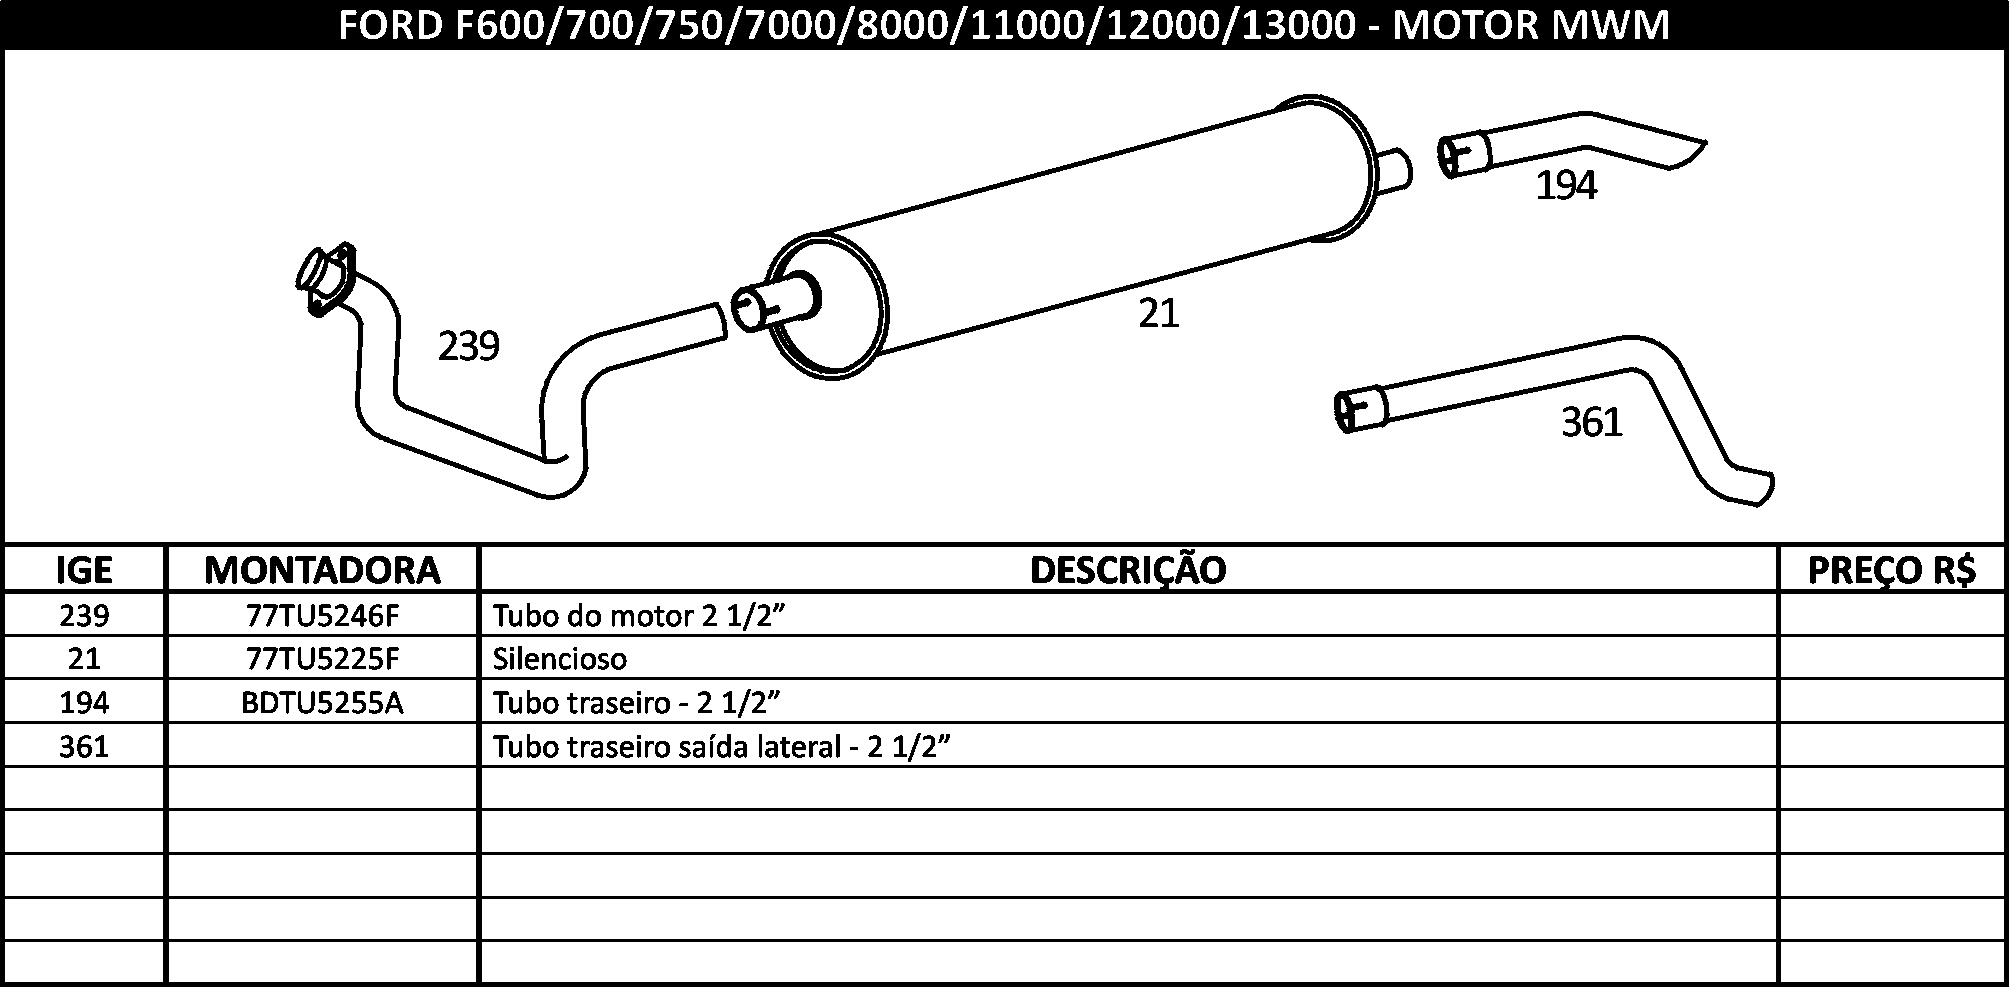 FORD F600/700/750/7000/8000/11000/12000/13000 - MOTOR MWM
194
21
239
361
IGE MONTADORA DESCRIÇÃO PREÇO R$
239 77TU5246F Tubo do motor 2 1/2”
21 77TU5225F Silencioso
194 BDTU5255A Tubo traseiro - 2 1/2”
361 Tubo traseiro saída lateral - 2 1/2”